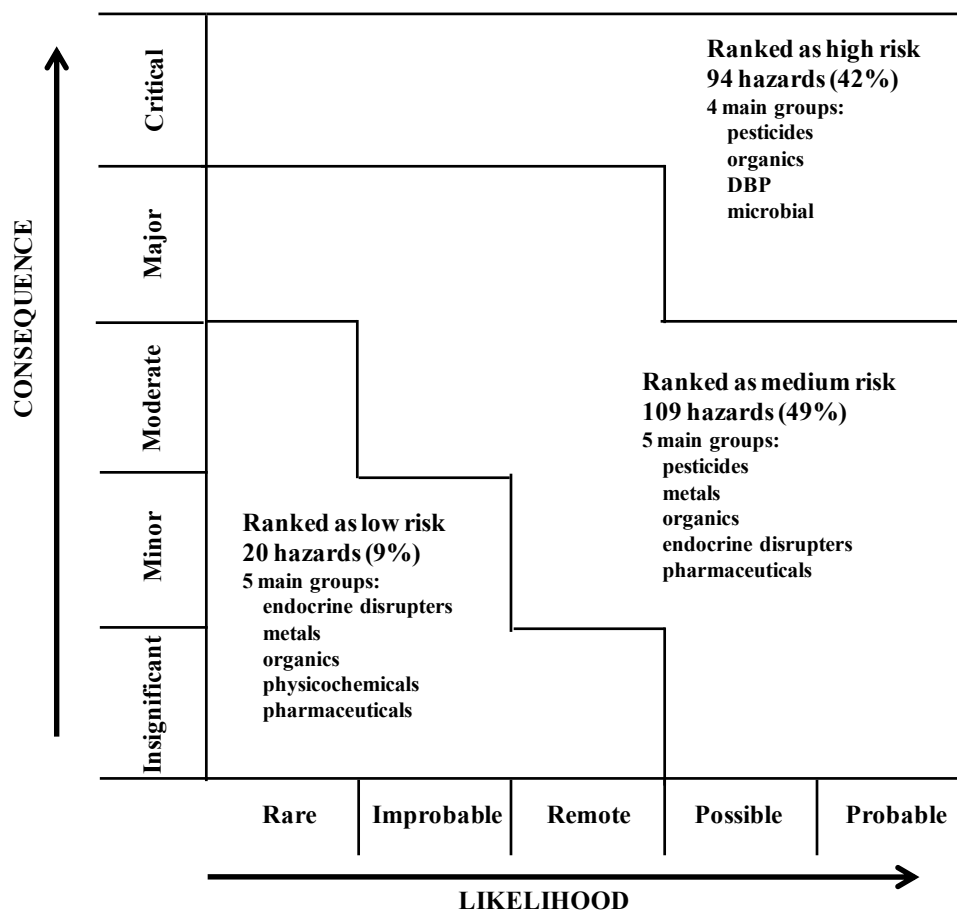 CONSEQUENCE
Critical
Major
Moderate
Minor
Insignificant
Ranked as high risk
94 hazards (42%)
4 main groups:
pesticides
organics
DBP
microbial
Ranked as medium risk
109 hazards (49%)
5 main groups:
pesticides
metals
organics
endocrine disrupters
pharmaceuticals
Ranked as low risk
20 hazards (9%)
5 main groups:
endocrine disrupters
metals
organics
physicochemicals
pharmaceuticals
Rare Improbable Remote Possible Probable
LIKELIHOOD